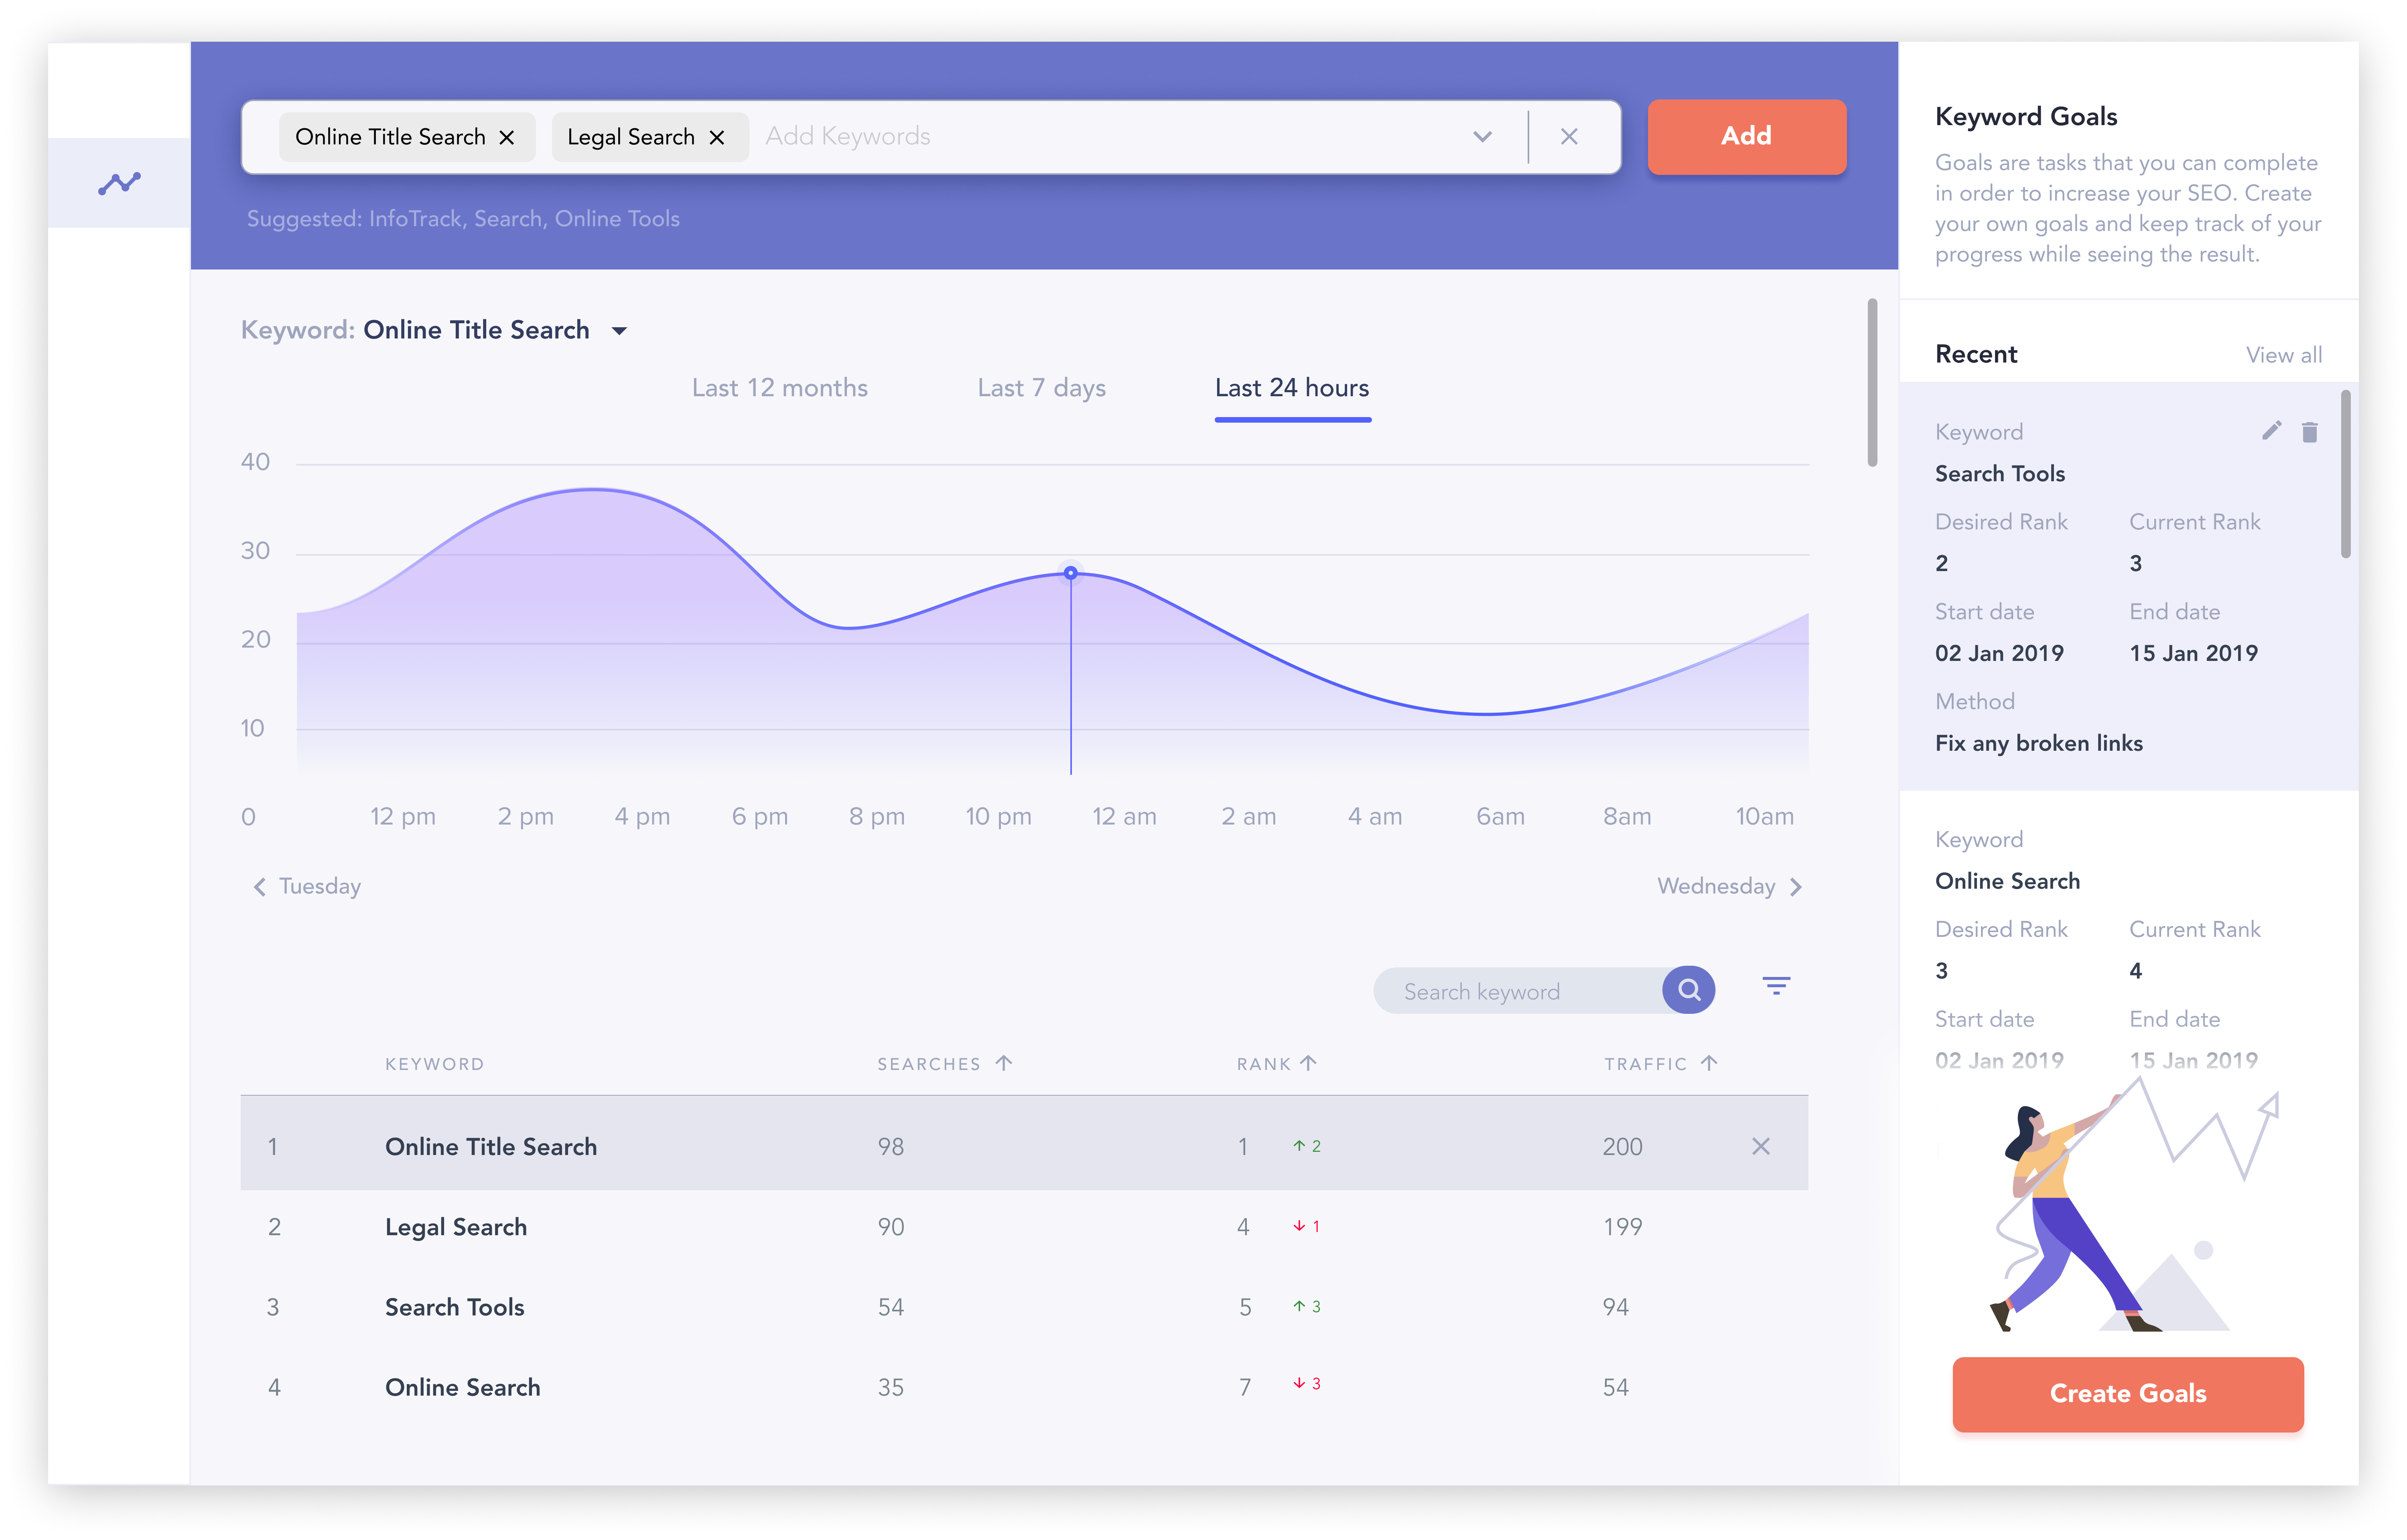 Online Title Search
Legal Search
Add Keywords
Add
Suggested: InfoTrack, Search, Online Tools
Keyword: Online Title Search
Last 12 months Last 7 days Last 24 hours
40
30
20
10
0 12 pm 2 pm 4 pm 6 pm 8 pm 10 pm 12 am 2 am 4 am 6am 8am 10am
Tuesday Wednesday
Search keyword
KEYWORD SEARCHES RANK TRAFFIC
1 Online Title Search 98 1 2 200
2 Legal Search 90 4 1 199
3 Search Tools 54 5 3 94
4 Online Search 35 7 3 54
Keyword Goals
Goals are tasks that you can complete
in order to increase your SEO. Create
your own goals and keep track of your
progress while seeing the result.
Recent View all
Keyword
Search Tools
Desired Rank Current Rank
2 3
Start date End date
02 Jan 2019 15 Jan 2019
Method
Fix any broken links
Keyword
Online Search
Desired Rank Current Rank
3 4
Start date End date
02 Jan 2019 15 Jan 2019
Create Goals